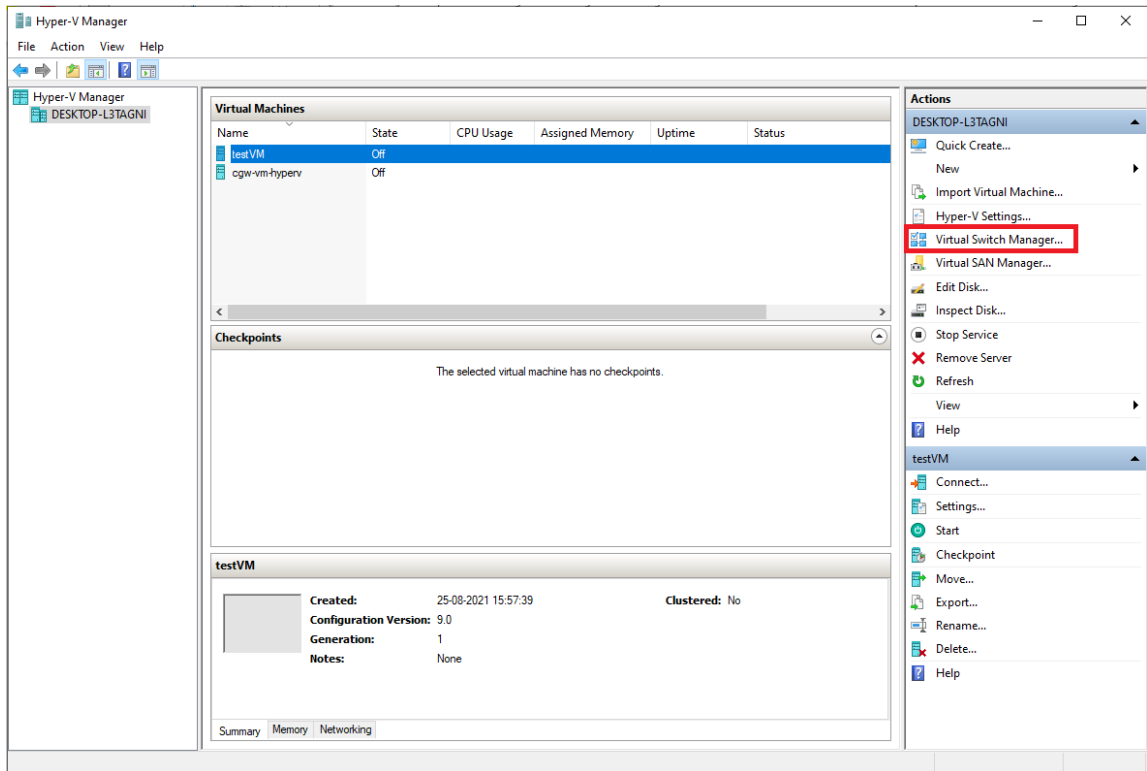 Hyper-V Manager
File Action View Help
Hyper-V Manager
DESKTOP-L3TAGNI
Virtual Machines
Name State CPU Usage Assigned Memory Uptime Status
testVM Off
cgw-vm-hyperv Off
Checkpoints
The selected virtual machine has no checkpoints.
testVM
Created: 25-08-2021 15:57:39 Clustered: No
Configuration Version: 9.0
Generation: 1
Notes: None
Summary Memory Networking
Actions
DESKTOP-L3TAGNI
Quick Create...
New
Import Virtual Machine...
Hyper-V Settings...
Virtual Switch Manager...
Virtual SAN Manager...
Edit Disk...
Inspect Disk...
Stop Service
Remove Server
Refresh
View
Help
testVM
Connect...
Settings...
Start
Checkpoint
Move...
Export...
Rename...
Delete...
Help